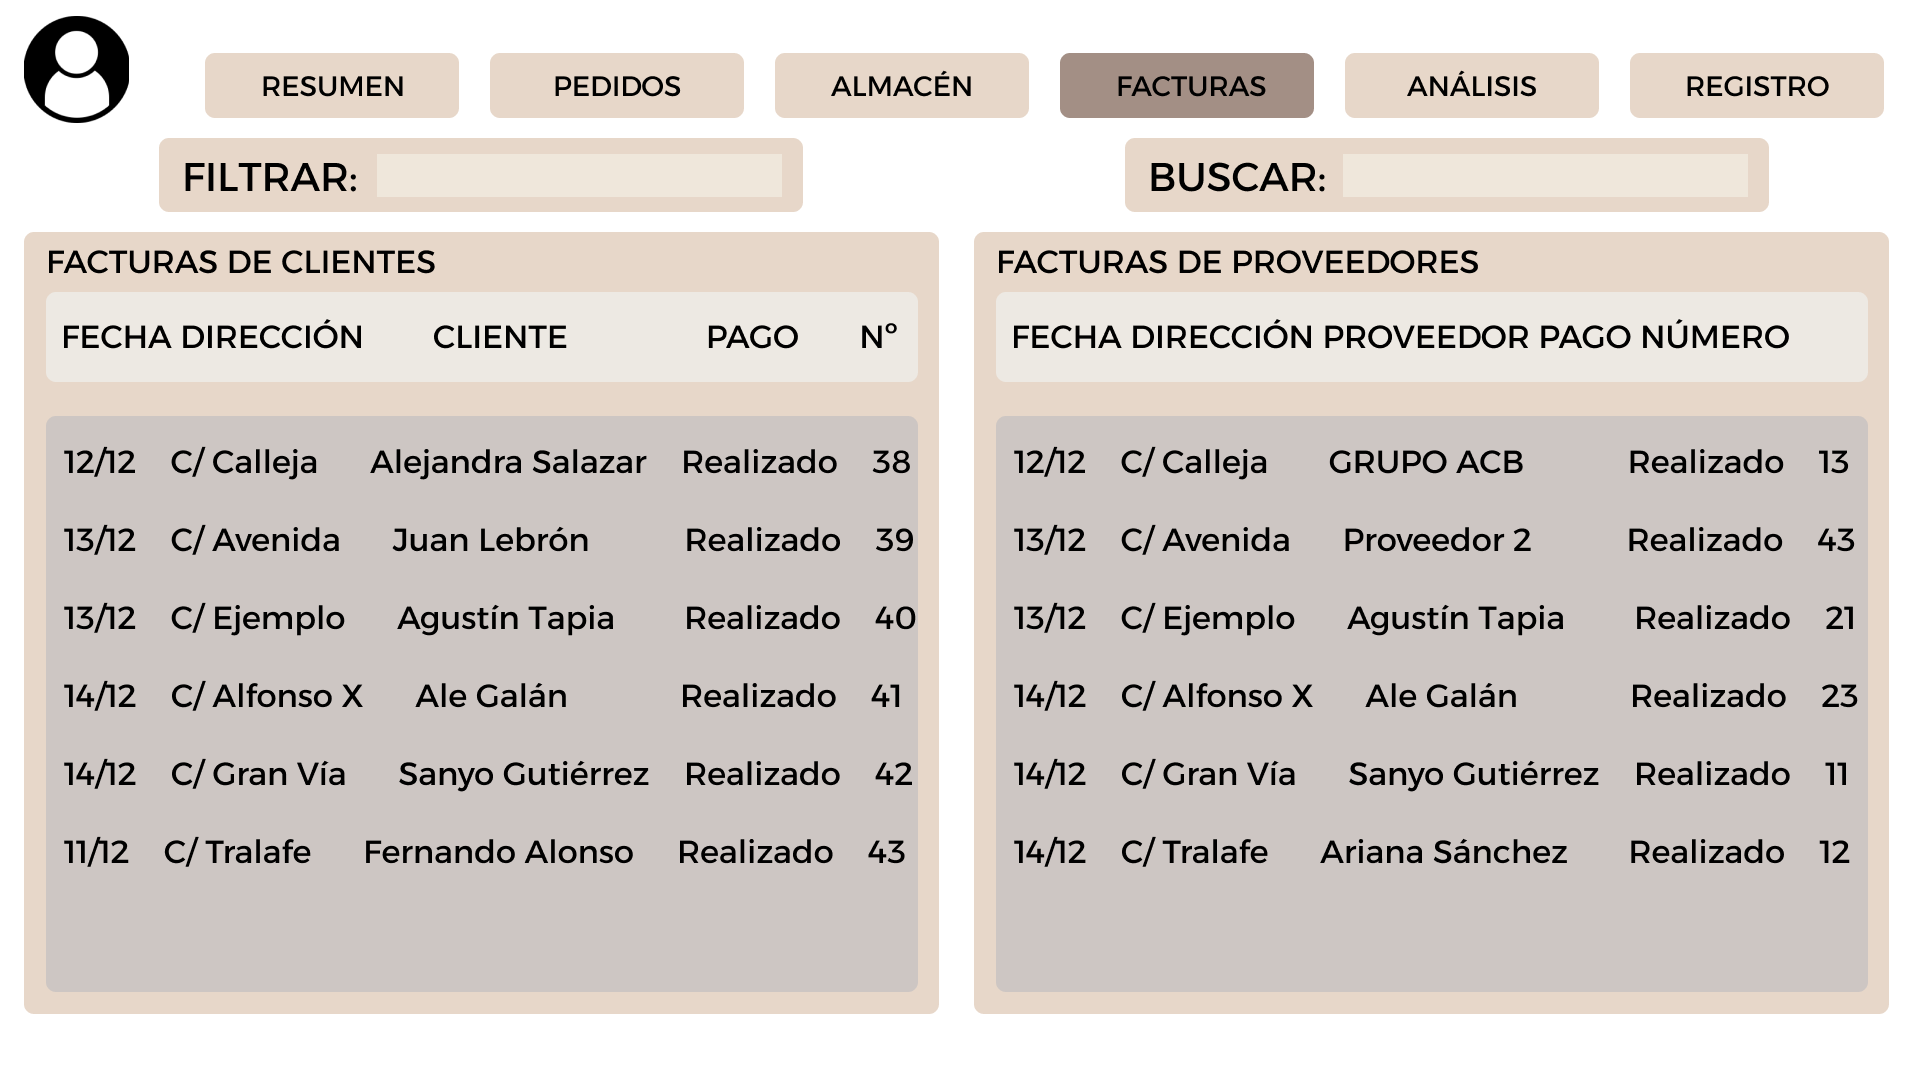 RESUMEN PEDIDOS ALMACÉN FACTURAS ANÁLISIS REGISTRO
FILTRAR:
BUSCAR:
FACTURAS DE CLIENTES
FECHA DIRECCIÓN CLIENTE PAGO Nº
12/12 C/ Calleja Alejandra Salazar Realizado 38
13/12 C/ Avenida Juan Lebrón Realizado 39
13/12 C/ Ejemplo Agustín Tapia Realizado 40
14/12 C/ Alfonso X Ale Galán Realizado 41
14/12 C/ Gran Vía Sanyo Gutiérrez Realizado 42
11/12 C/ Tralafe Fernando Alonso Realizado 43
FACTURAS DE PROVEEDORES
FECHA DIRECCIÓN PROVEEDOR PAGO NÚMERO
12/12 C/ Calleja GRUPO ACB Realizado 13
13/12 C/ Avenida Proveedor 2 Realizado 43
13/12 C/ Ejemplo Agustín Tapia Realizado 21
14/12 C/ Alfonso X Ale Galán Realizado 23
14/12 C/ Gran Vía Sanyo Gutiérrez Realizado 11
14/12 C/ Tralafe Ariana Sánchez Realizado 12